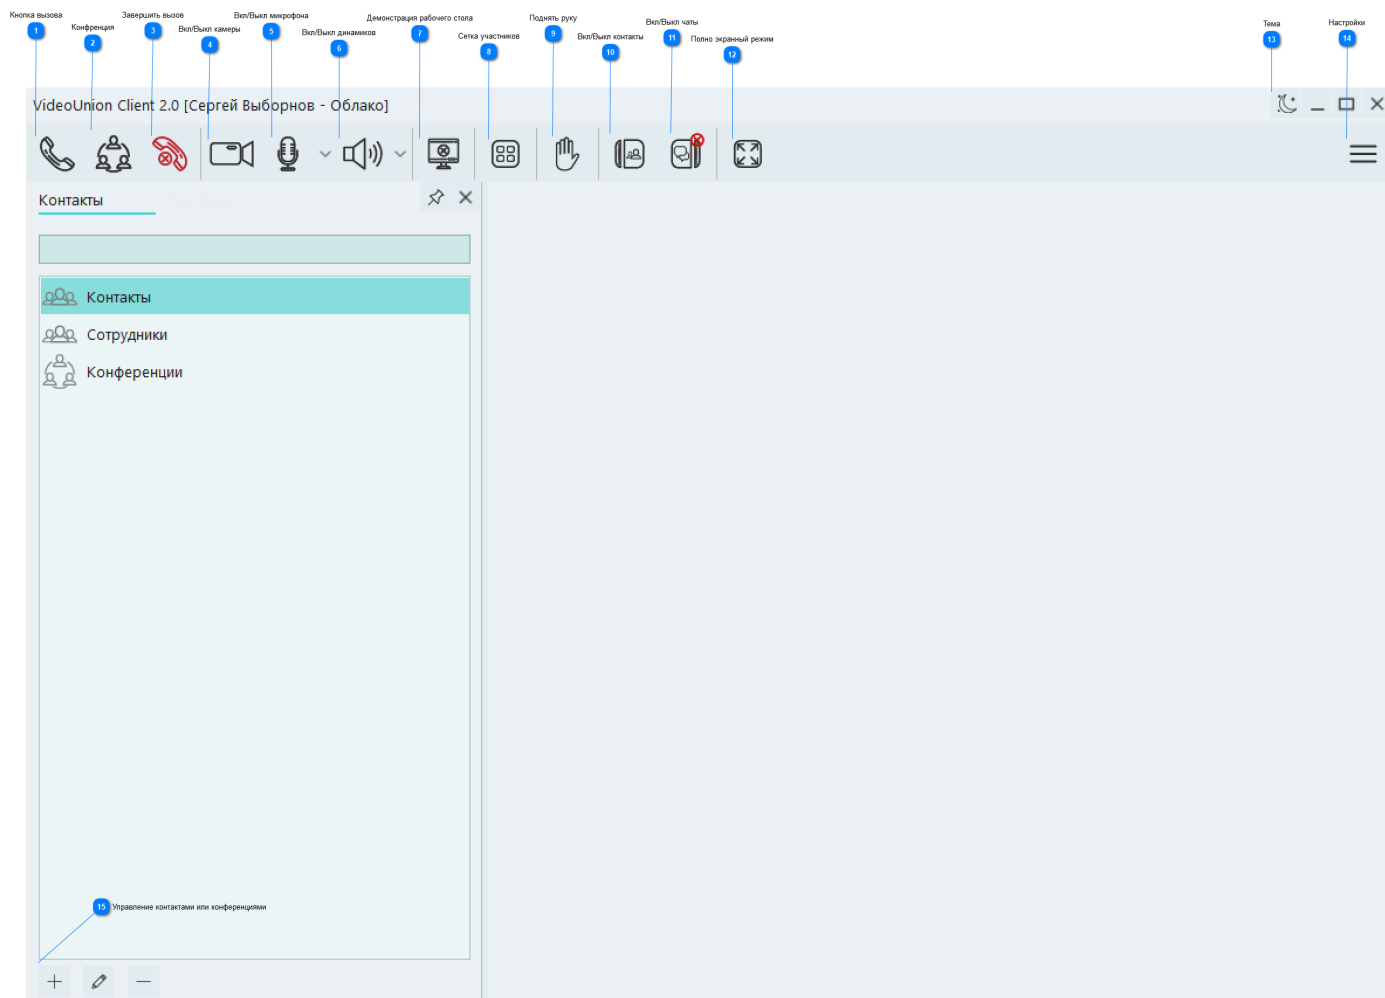 Кнопка вызова
1
Конфренция
2
Завершить вызов
3
Вкл/Выкл камеры
4
Вкл/Выкл микрофона
5
Вкл/Выкл динамиков
6
Демонстрация рабочего стола
7
Сетка участников
8
Поднять руку
9
Вкл/Выкл контакты
10
Вкл/Выкл чаты
11
Полно экранный режим
12
Тема
13
Настройки
14
VideoUnion Client 2.0 [Сергей Выборнов - Облако]
Контакты
Контакты
Сотрудники
Конференции
15 Управление контактами или конференциями